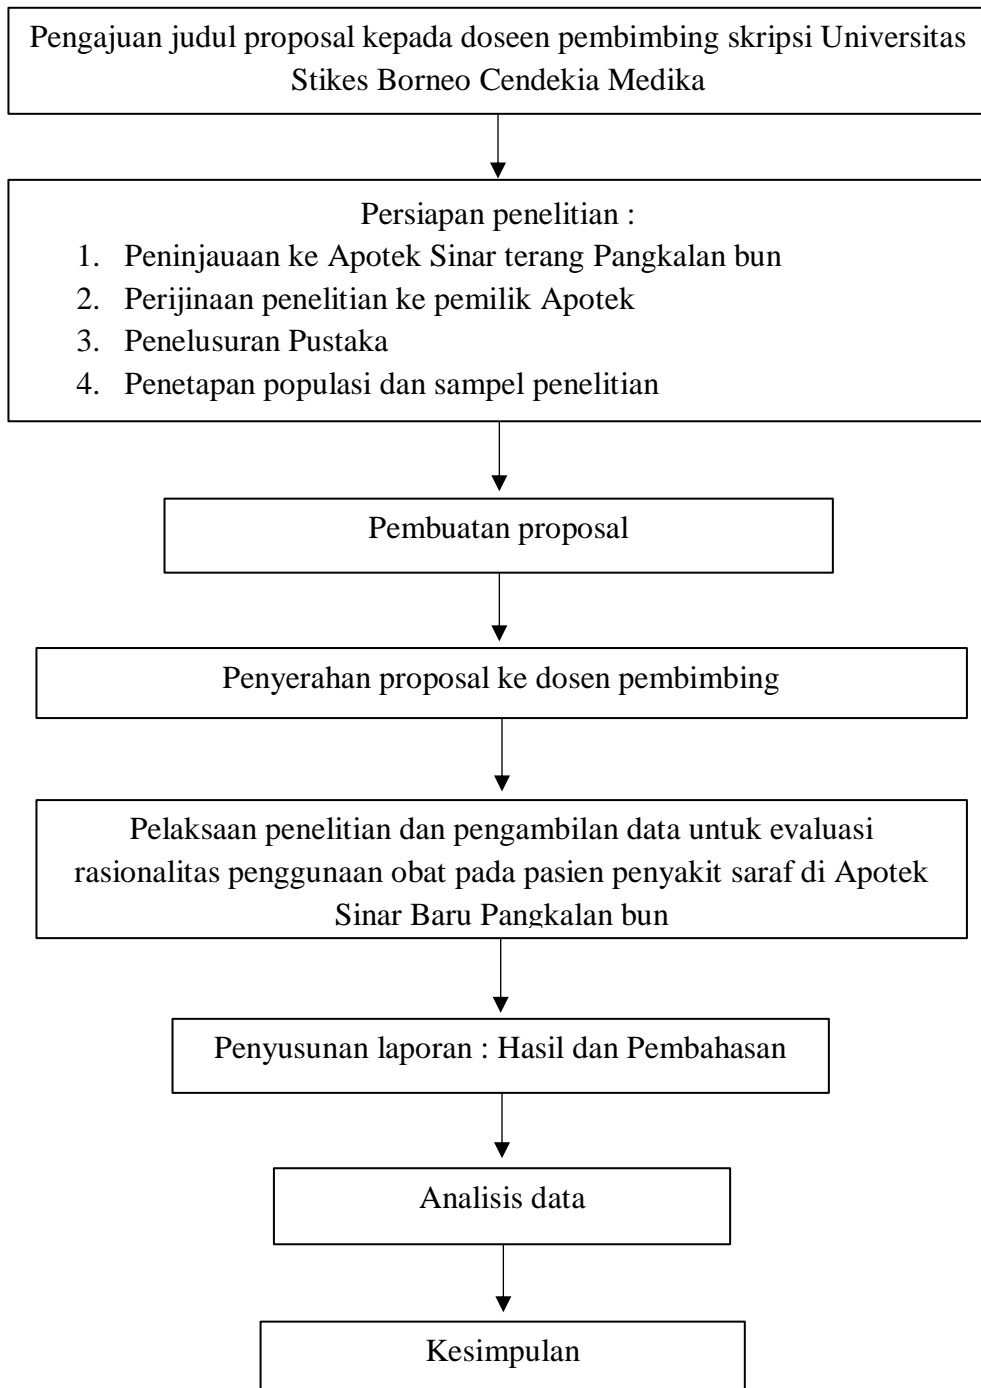 Pengajuan judul proposal kepada doseen pembimbing skripsi Universitas
Stikes Borneo Cendekia Medika
Persiapan penelitian :
1. Peninjauaan ke Apotek Sinar terang Pangkalan bun
2. Perijinaan penelitian ke pemilik Apotek
3. Penelusuran Pustaka
4. Penetapan populasi dan sampel penelitian
Pembuatan proposal
Penyerahan proposal ke dosen pembimbing
Pelaksaan penelitian dan pengambilan data untuk evaluasi
rasionalitas penggunaan obat pada pasien penyakit saraf di Apotek
Sinar Baru Pangkalan bun
Penyusunan laporan : Hasil dan Pembahasan
Analisis data
Kesimpulan